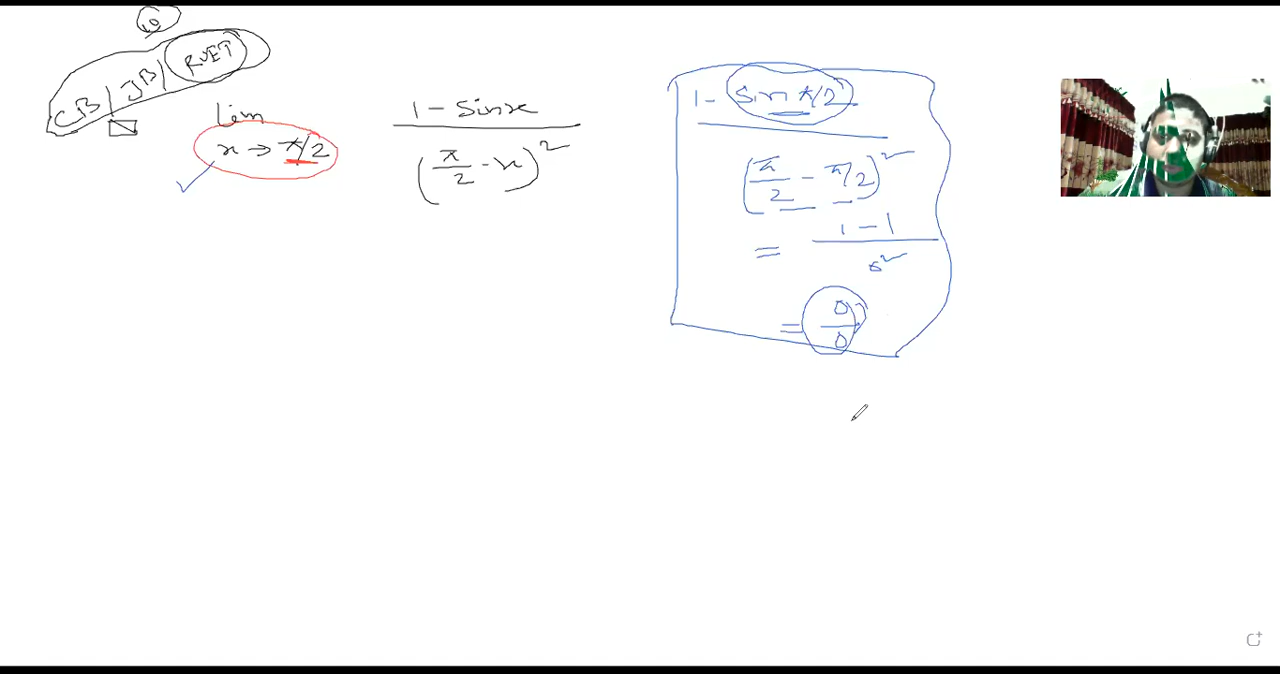 10
CB / JB / RUET
lim x → π/2 (1 - Sinx) / (π/2 - x)²
(1 - Sin π/2) / (π/2 - π/2)²
= (1 - 1) / 0²
= 0/0